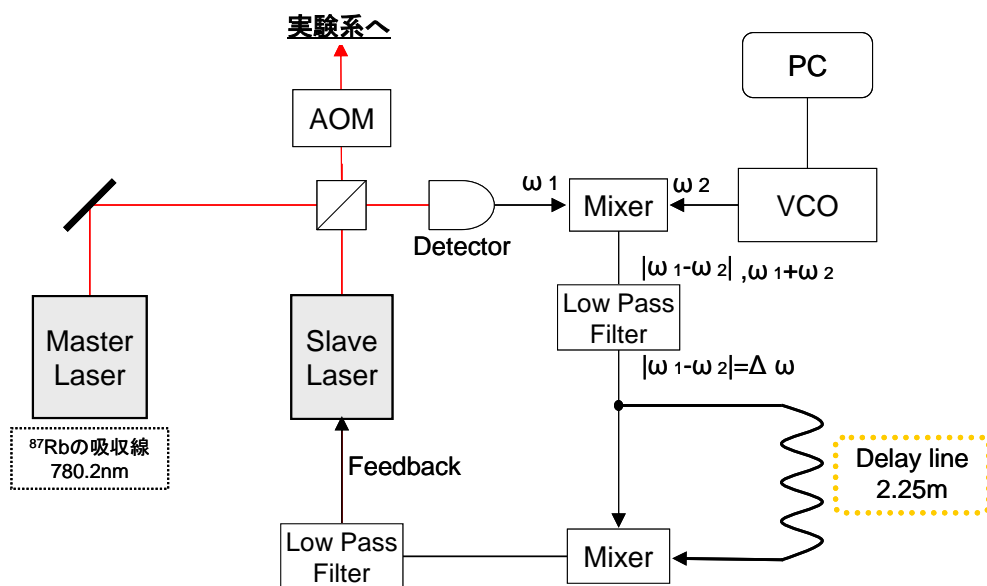 実験系へ
PC
AOM
ω 1
ω 2
Mixer
VCO
Detector
|ω 1-ω 2| ,ω 1+ω 2
Low Pass
Filter
Master
Laser
Slave
Laser
|ω 1-ω 2|=Δ ω
87Rbの吸収線
780.2nm
Feedback
Delay line
2.25m
Low Pass
Filter
Mixer